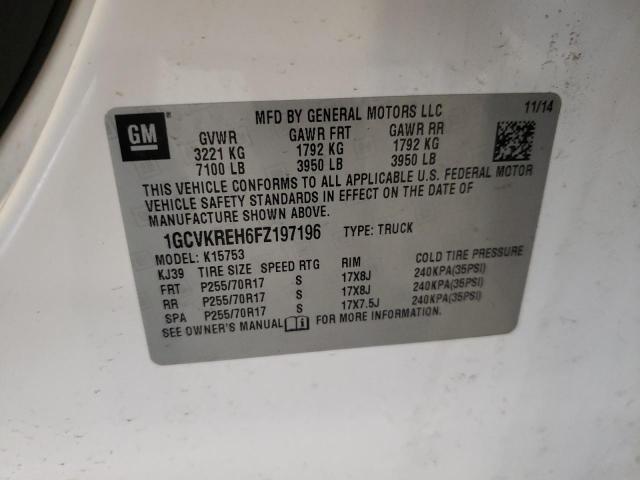 MFD BY GENERAL MOTORS LLC 11/14
GM
GVWR GAWR FRT GAWR RR
3221 KG 1792 KG 1792 KG
7100 LB 3950 LB 3950 LB
THIS VEHICLE CONFORMS TO ALL APPLICABLE U.S. FEDERAL MOTOR
VEHICLE SAFETY STANDARDS IN EFFECT ON THE DATE OF
MANUFACTURE SHOWN ABOVE.
1GCVKREH6FZ197196 TYPE: TRUCK
MODEL: K15753
KJ39 TIRE SIZE SPEED RTG RIM COLD TIRE PRESSURE
FRT P255/70R17 S 17X8J 240KPA(35PSI)
RR P255/70R17 S 17X8J 240KPA(35PSI)
SPA P255/70R17 S 17X7.5J 240KPA(35PSI)
SEE OWNER'S MANUAL FOR MORE INFORMATION.